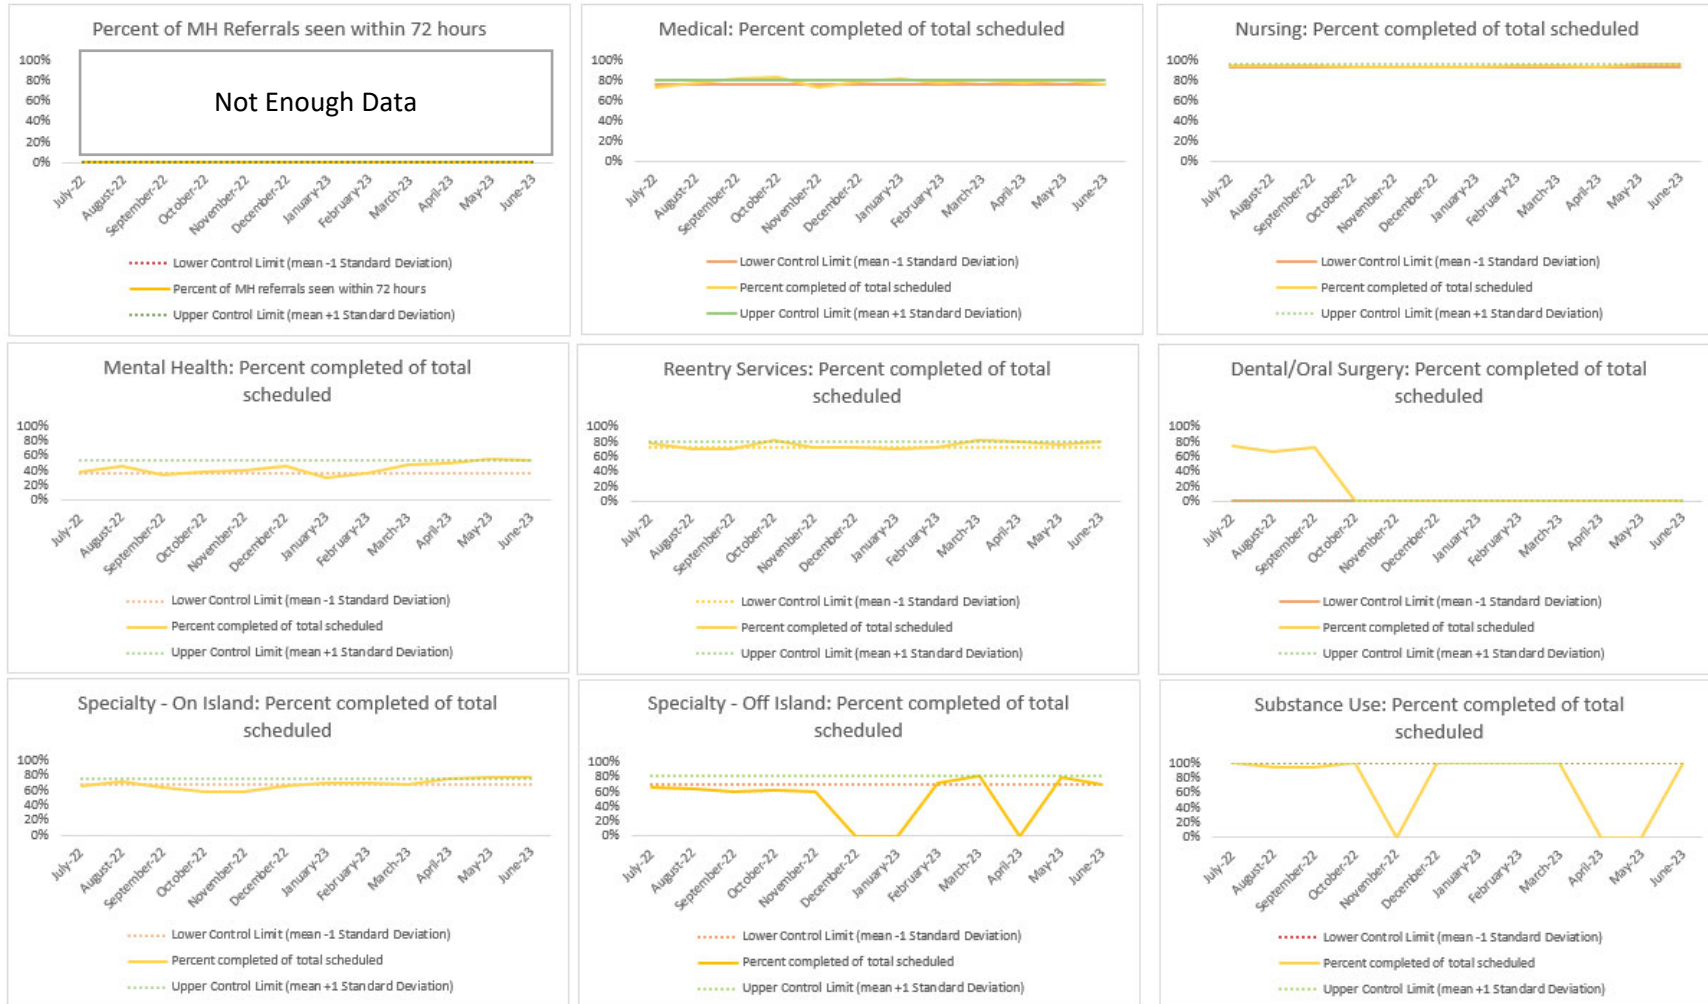 Percent of MH Referrals seen within 72 hours
100%
80%
60%
40%
20%
0%
Not Enough Data
July-22
August-22
September-22
October-22
November-22
December-22
January-23
February-23
March-23
April-23
May-23
June-23
Lower Control Limit (mean -1 Standard Deviation)
Percent of MH referrals seen within 72 hours
Upper Control Limit (mean +1 Standard Deviation)
Medical: Percent completed of total scheduled
100%
80%
60%
40%
20%
0%
July-22
August-22
September-22
October-22
November-22
December-22
January-23
February-23
March-23
April-23
May-23
June-23
Lower Control Limit (mean -1 Standard Deviation)
Percent completed of total scheduled
Upper Control Limit (mean +1 Standard Deviation)
Nursing: Percent completed of total scheduled
100%
80%
60%
40%
20%
0%
July-22
August-22
September-22
October-22
November-22
December-22
January-23
February-23
March-23
April-23
May-23
June-23
Lower Control Limit (mean -1 Standard Deviation)
Percent completed of total scheduled
Upper Control Limit (mean +1 Standard Deviation)
Mental Health: Percent completed of total
scheduled
100%
80%
60%
40%
20%
0%
July-22
August-22
September-22
October-22
November-22
December-22
January-23
February-23
March-23
April-23
May-23
June-23
Lower Control Limit (mean -1 Standard Deviation)
Percent completed of total scheduled
Upper Control Limit (mean +1 Standard Deviation)
Reentry Services: Percent completed of total
scheduled
100%
80%
60%
40%
20%
0%
July-22
August-22
September-22
October-22
November-22
December-22
January-23
February-23
March-23
April-23
May-23
June-23
Lower Control Limit (mean -1 Standard Deviation)
Percent completed of total scheduled
Upper Control Limit (mean +1 Standard Deviation)
Dental/Oral Surgery: Percent completed of total
scheduled
100%
80%
60%
40%
20%
0%
July-22
August-22
September-22
October-22
November-22
December-22
January-23
February-23
March-23
April-23
May-23
June-23
Lower Control Limit (mean -1 Standard Deviation)
Percent completed of total scheduled
Upper Control Limit (mean +1 Standard Deviation)
Specialty - On Island: Percent completed of total
scheduled
100%
80%
60%
40%
20%
0%
July-22
August-22
September-22
October-22
November-22
December-22
January-23
February-23
March-23
April-23
May-23
June-23
Lower Control Limit (mean -1 Standard Deviation)
Percent completed of total scheduled
Upper Control Limit (mean +1 Standard Deviation)
Specialty - Off Island: Percent completed of total
scheduled
100%
80%
60%
40%
20%
0%
July-22
August-22
September-22
October-22
November-22
December-22
January-23
February-23
March-23
April-23
May-23
June-23
Lower Control Limit (mean -1 Standard Deviation)
Percent completed of total scheduled
Upper Control Limit (mean +1 Standard Deviation)
Substance Use: Percent completed of total
scheduled
100%
80%
60%
40%
20%
0%
July-22
August-22
September-22
October-22
November-22
December-22
January-23
February-23
March-23
April-23
May-23
June-23
Lower Control Limit (mean -1 Standard Deviation)
Percent completed of total scheduled
Upper Control Limit (mean +1 Standard Deviation)